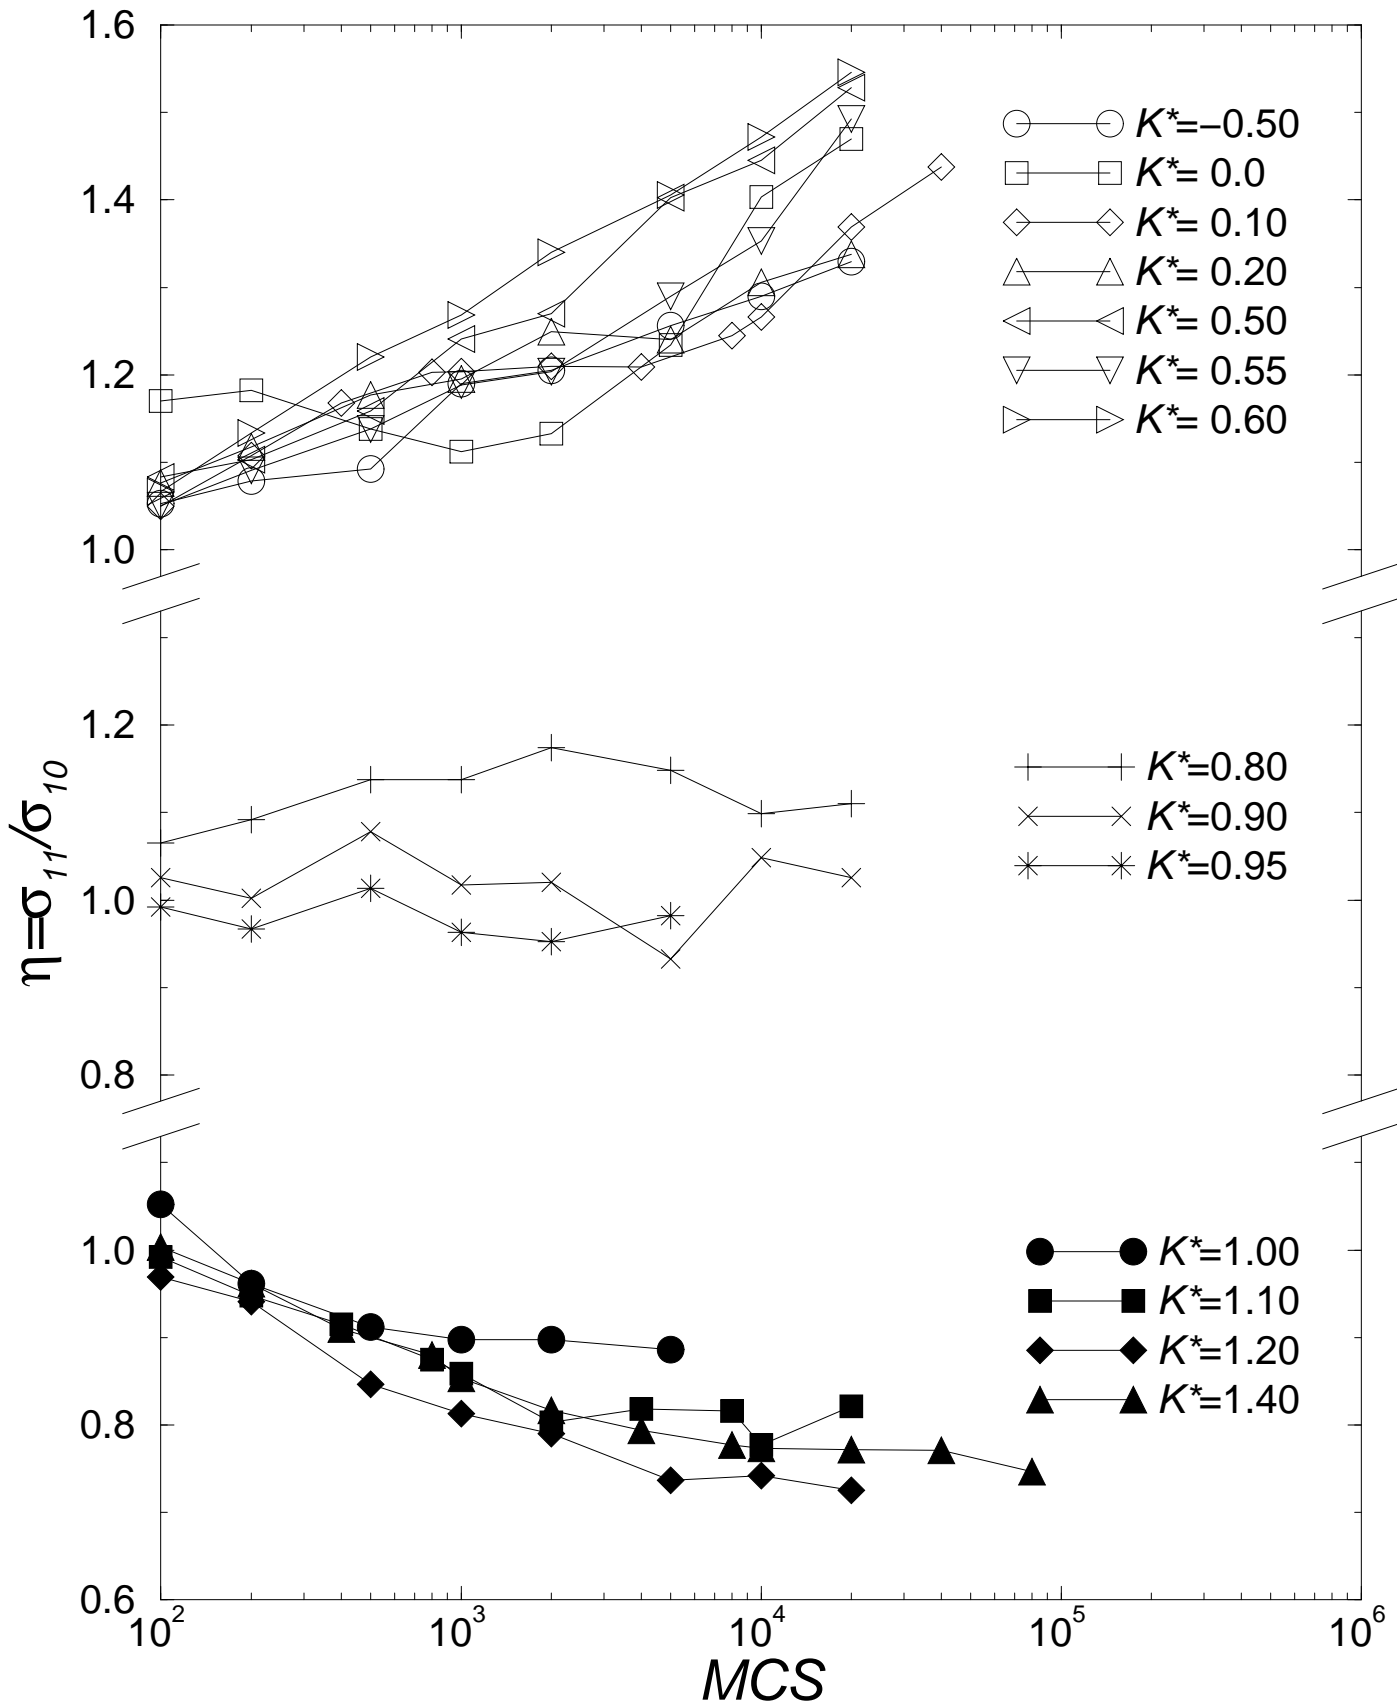 1.6
1.4
1.2
1.0
K*=−0.50
K*= 0.0
K*= 0.10
K*= 0.20
K*= 0.50
K*= 0.55
K*= 0.60
1.2
1.0
0.8
K*=0.80
K*=0.90
K*=0.95
η=σ₁₁/σ₁₀
1.0
0.8
0.6
K*=1.00
K*=1.10
K*=1.20
K*=1.40
10² 10³ 10⁴ 10⁵ 10⁶
MCS